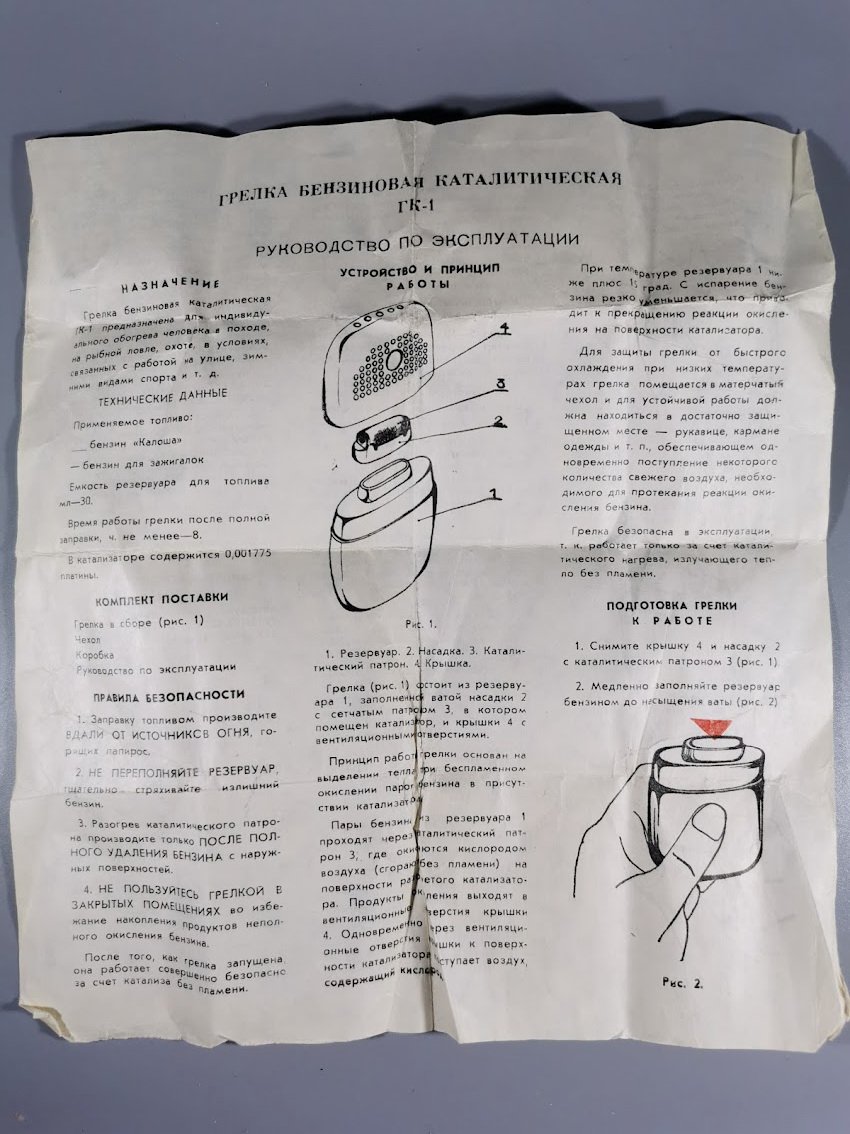 ГРЕЛКА БЕНЗИНОВАЯ КАТАЛИТИЧЕСКАЯ
ГК-1
РУКОВОДСТВО ПО ЭКСПЛУАТАЦИИ
НАЗНАЧЕНИЕ
Грелка бензиновая каталитическая
ГК-1 предназначена для индивиду-
ального обогрева человека в походе,
на рыбной ловле, охоте, в условиях,
связанных с работой на улице, зим-
ними видами спорта и т. д.
ТЕХНИЧЕСКИЕ ДАННЫЕ
Применяемое топливо:
— бензин «Калоша»
— бензин для зажигалок
Емкость резервуара для топлива
мл—30.
Время работы грелки после полной
заправки, ч. не менее—8.
В катализаторе содержится 0,001775
платины.
КОМПЛЕКТ ПОСТАВКИ
Грелка в сборе (рис. 1)
Чехол
Коробка
Руководство по эксплуатации
ПРАВИЛА БЕЗОПАСНОСТИ
1. Заправку топливом производите
ВДАЛИ ОТ ИСТОЧНИКОВ ОГНЯ, го-
рящих папирос.
2. НЕ ПЕРЕПОЛНЯЙТЕ РЕЗЕРВУАР,
тщательно стряхивайте излишний
бензин.
3. Разогрев каталитического патро-
на производите только ПОСЛЕ ПОЛ-
НОГО УДАЛЕНИЯ БЕНЗИНА с наруж-
ных поверхностей.
4. НЕ ПОЛЬЗУЙТЕСЬ ГРЕЛКОЙ В
ЗАКРЫТЫХ ПОМЕЩЕНИЯХ во избе-
жание накопления продуктов непол-
ного окисления бензина.
После того, как грелка запущена,
она работает совершенно безопасно
за счет катализа без пламени.
УСТРОЙСТВО И ПРИНЦИП
РАБОТЫ
4
3
2
1
Рис. 1.
1. Резервуар. 2. Насадка. 3. Катали-
тический патрон. 4. Крышка.
Грелка (рис. 1) состоит из резерву-
ара 1, заполненно ватой насадки 2
с сетчатым патроном 3, в котором
помещен катализатор, и крышки 4 с
вентиляционными отверстиями.
Принцип работ грелки основан на
выделении тепла при беспламенном
окислении паров бензина в присут-
ствии катализатора
Пары бензин из резервуара 1
проходят через каталитический пат-
рон 3, где окисляются кислородом
воздуха (сгорая без пламени) на
поверхности разогретого катализато-
ра. Продукты окисления выходят в
вентиляционные отверстия крышки
4. Одновременно через вентиляци-
онные отверстия крышки к поверх-
ности катализатора поступает воздух,
содержащий кислород
При температуре резервуара 1 ни-
же плюс 15 град. С испарение бен-
зина резко уменьшается, что приво-
дит к прекращению реакции окисле-
ния на поверхности катализатора.
Для защиты грелки от быстрого
охлаждения при низких температу-
рах грелка помещается в матерчатый
чехол и для устойчивой работы дол-
жна находиться в достаточно защи-
щенном месте — рукавице, кармане
одежды и т. п., обеспечивающем од-
новременно поступление некоторого
количества свежего воздуха, необхо-
димого для протекания реакции оки-
сления бензина.
Грелка безопасна в эксплуатации,
т. к. работает только за счет катали-
тического нагрева, излучающего теп-
ло без пламени.
ПОДГОТОВКА ГРЕЛКИ
К РАБОТЕ
1. Снимите крышку 4 и насадку 2
с каталитическим патроном 3 (рис. 1)
2. Медленно заполняйте резервуар
бензином до насыщения ваты (рис. 2)
Рис. 2.